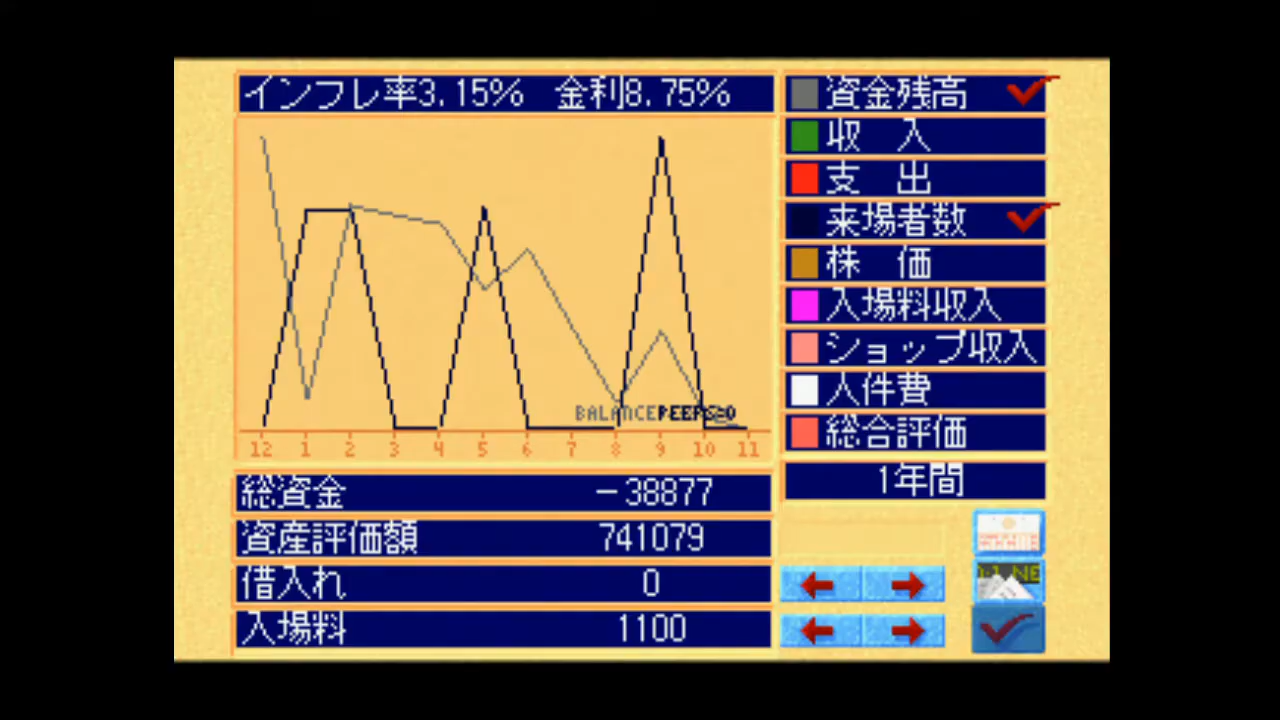 インフレ率3.15% 金利8.75%
資金残高
収 入
支 出
来場者数
株 価
入場料収入
ショップ収入
人件費
総合評価
BALANCE
12 1 2 3 4 5 6 7 8 9 10 11
総資金 -38877
資産評価額 741079
借入れ 0
入場料 1100
1年間